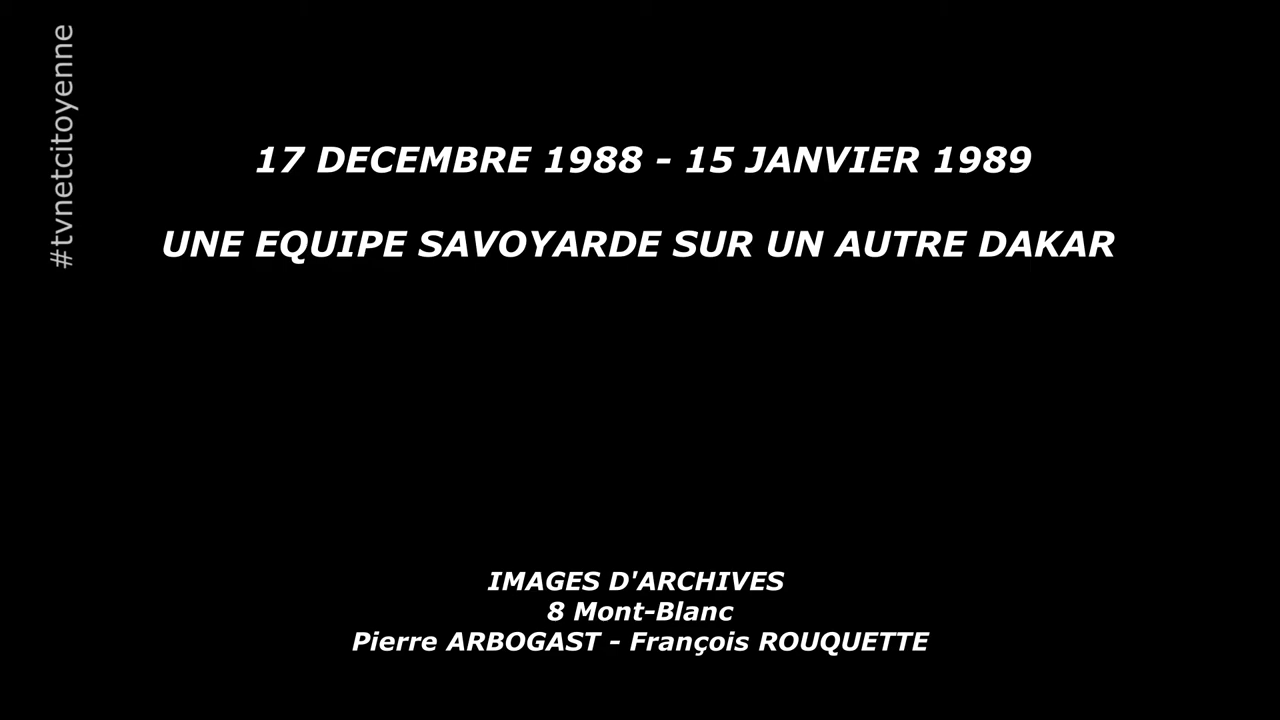 #tvnetcitoyenne
17 DECEMBRE 1988 - 15 JANVIER 1989
UNE EQUIPE SAVOYARDE SUR UN AUTRE DAKAR
IMAGES D'ARCHIVES
8 Mont-Blanc
Pierre ARBOGAST - François ROUQUETTE